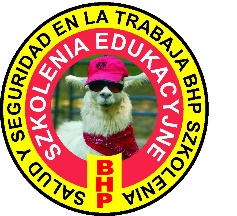 SALUD Y SEGURIDAD EN LA TRABAJA BHP SZKOLENIA
SZKOLENIA EDUKACYJNE
BHP